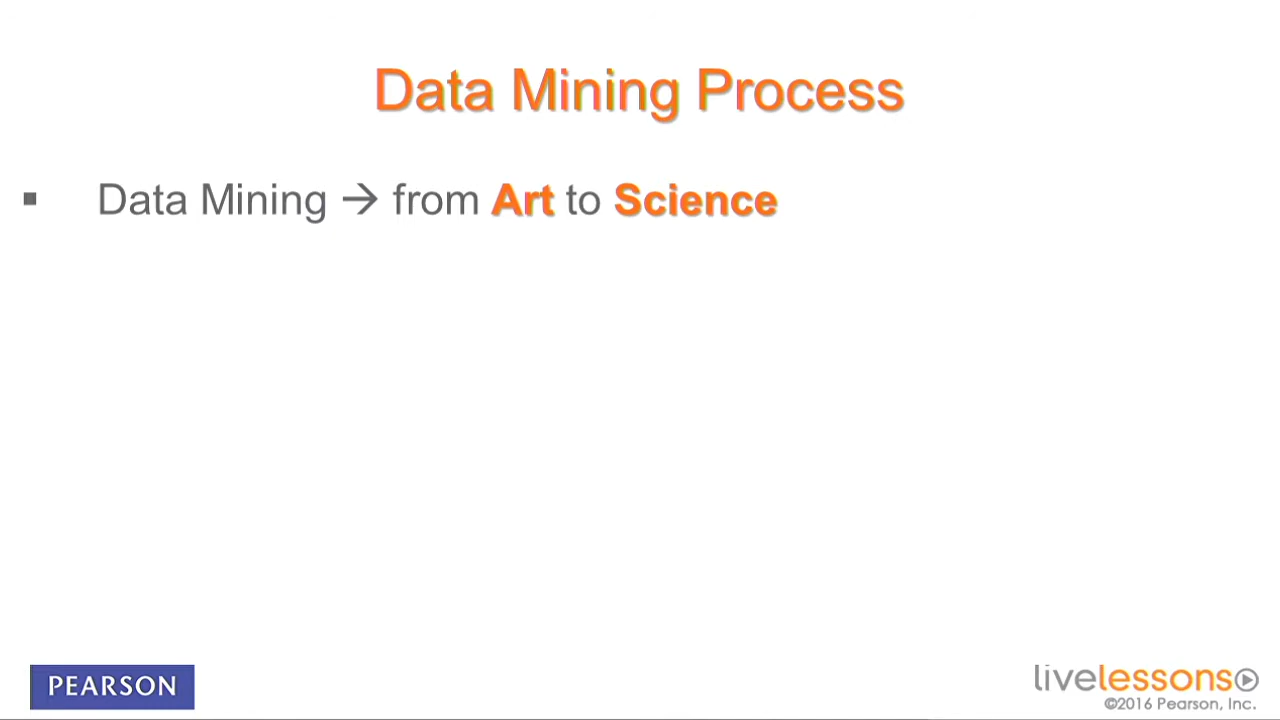 Data Mining Process
▪ Data Mining → from Art to Science
PEARSON
livelessons
©2016 Pearson, Inc.